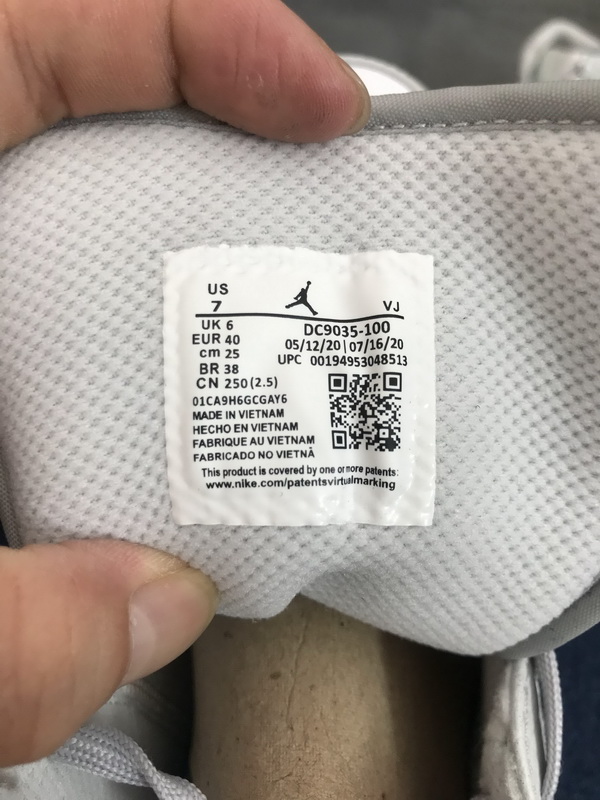 US
7
VJ
UK 6
EUR 40
cm 25
BR 38
CN 250(2.5)
DC9035-100
05/12/20|07/16/20
UPC 00194953048513
01CA9H6GCGAY6
MADE IN VIETNAM
HECHO EN VIETNAM
FABRIQUE AU VIETNAM
FABRICADO NO VIETNÀ
This product is covered by one or more patents:
www.nike.com/patentsvirtualmarking